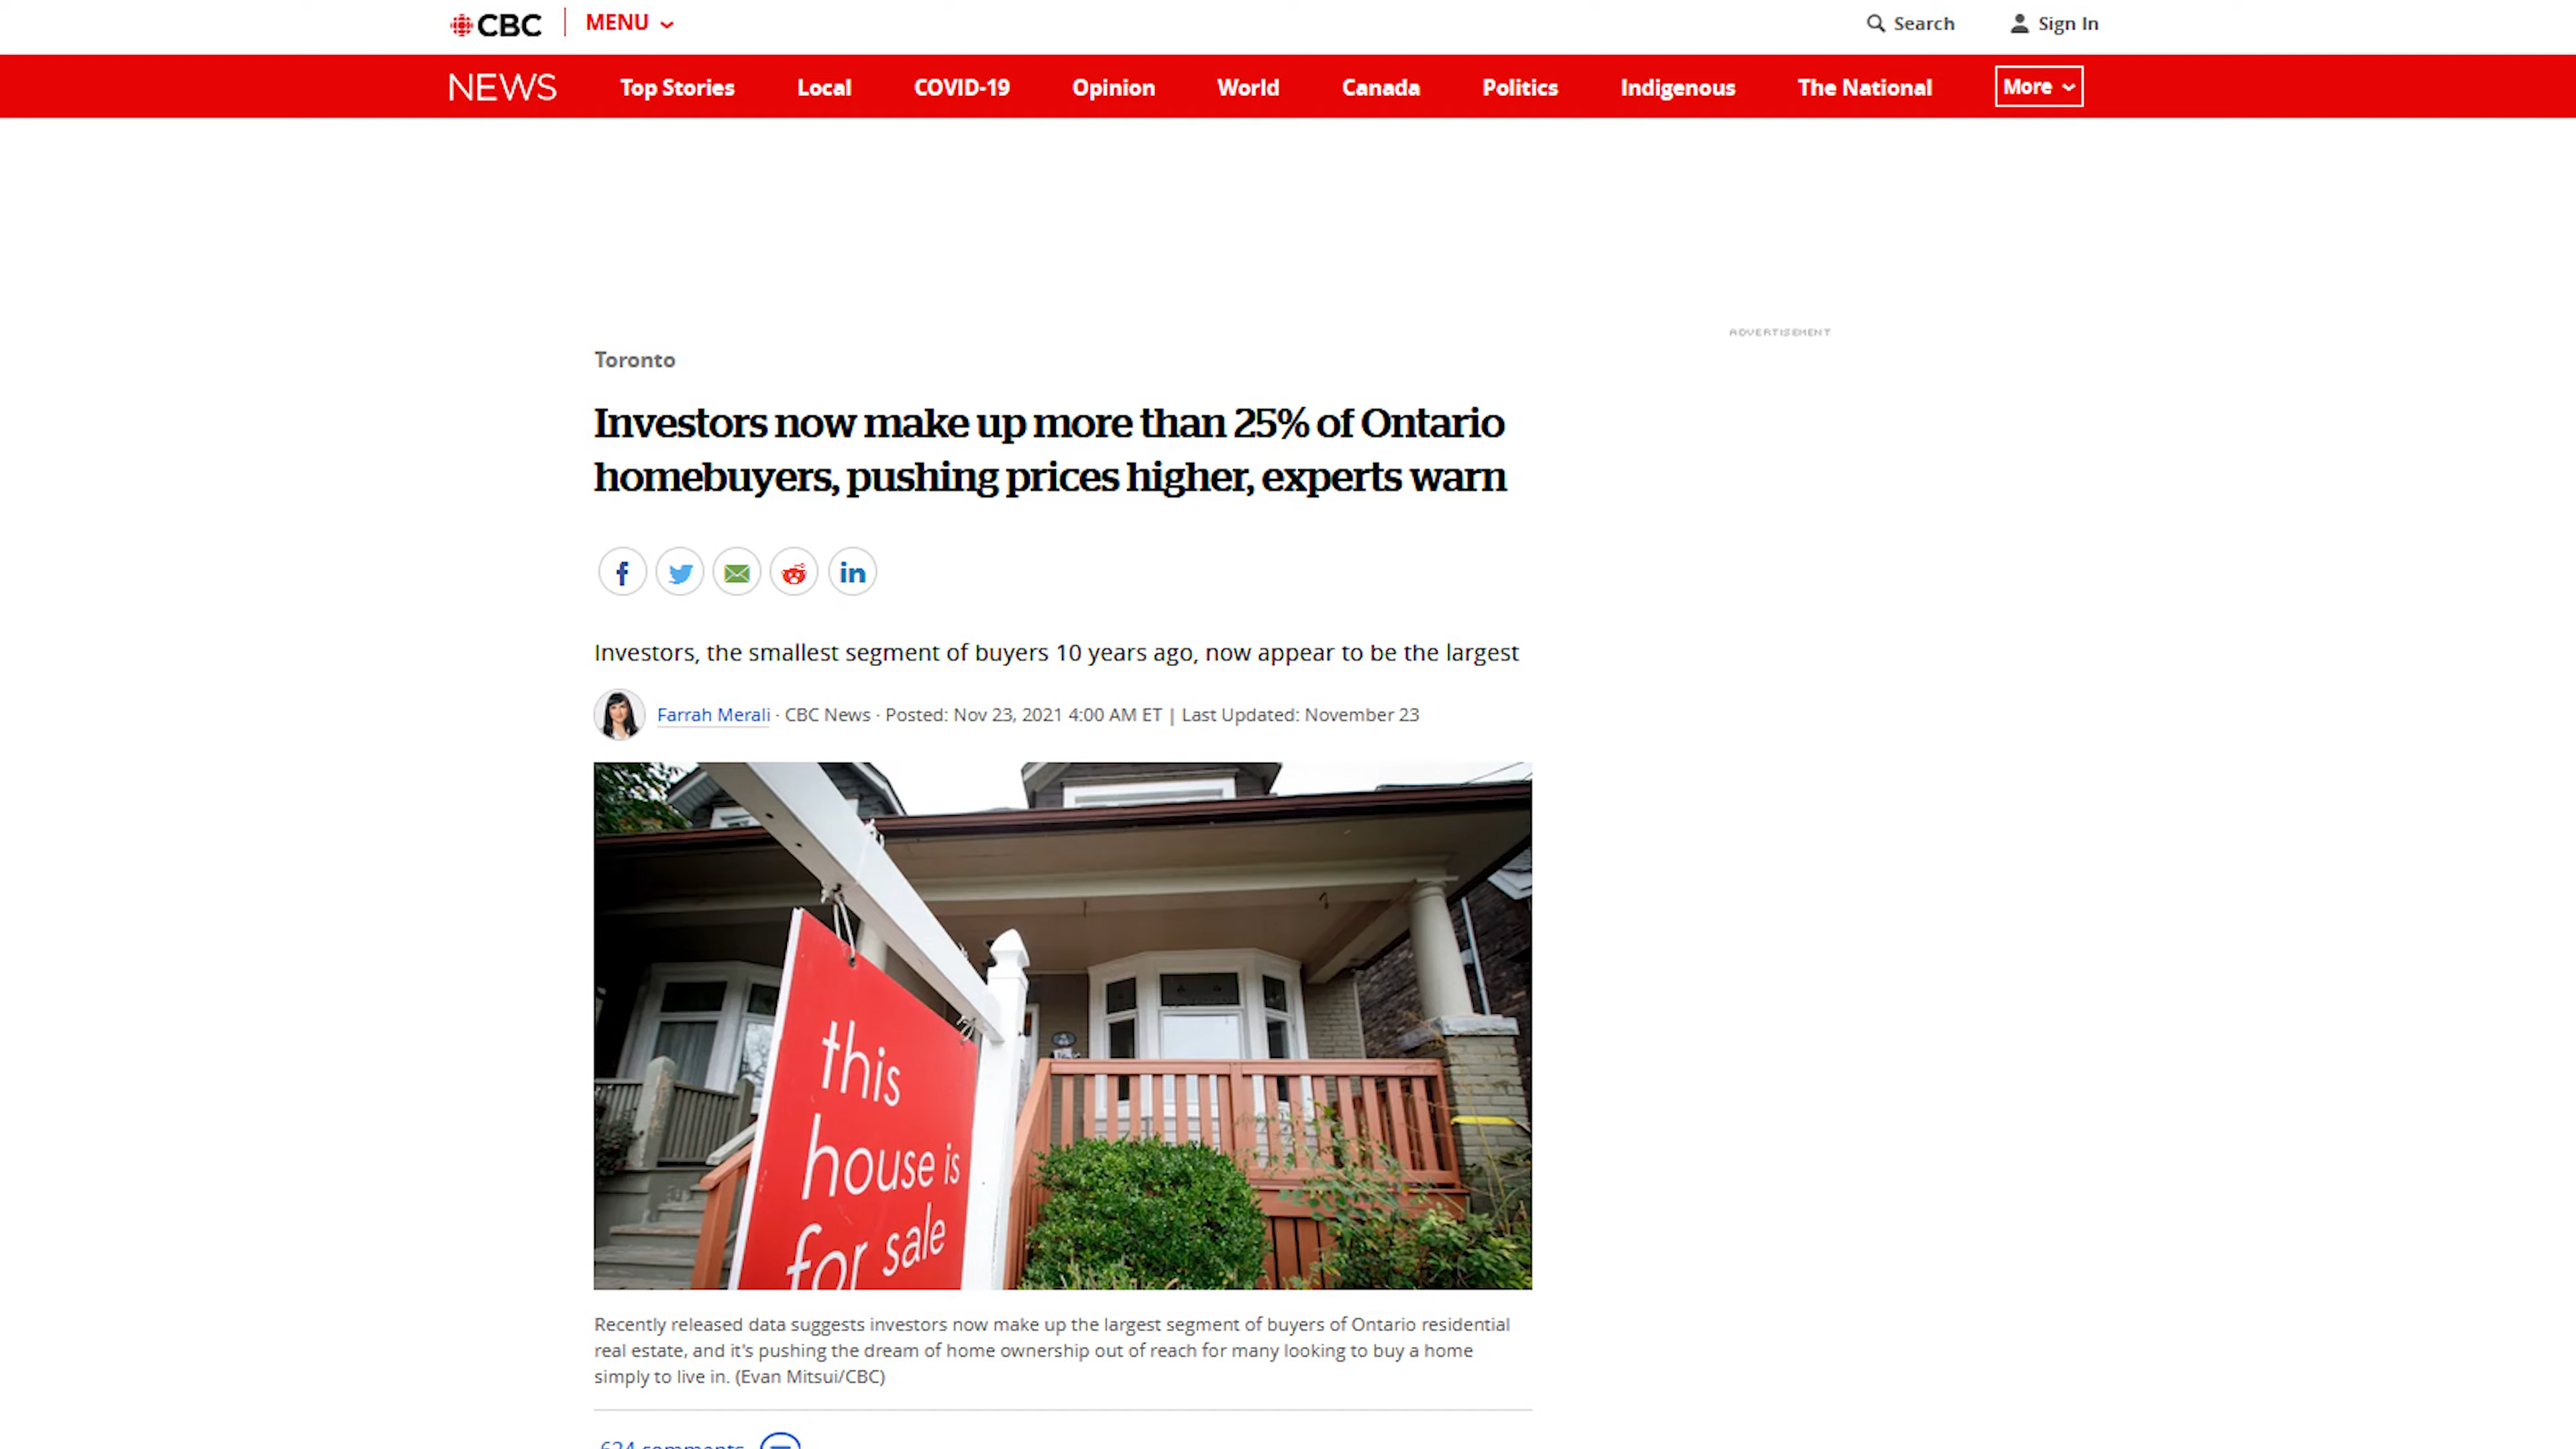 CBC
MENU
Search
Sign In
NEWS
Top Stories
Local
COVID-19
Opinion
World
Canada
Politics
Indigenous
The National
More
ADVERTISEMENT
Toronto
Investors now make up more than 25% of Ontario
homebuyers, pushing prices higher, experts warn
Investors, the smallest segment of buyers 10 years ago, now appear to be the largest
Farrah Merali · CBC News · Posted: Nov 23, 2021 4:00 AM ET | Last Updated: November 23
this
house is
for sale
Recently released data suggests investors now make up the largest segment of buyers of Ontario residential
real estate, and it's pushing the dream of home ownership out of reach for many looking to buy a home
simply to live in. (Evan Mitsui/CBC)
624 comments